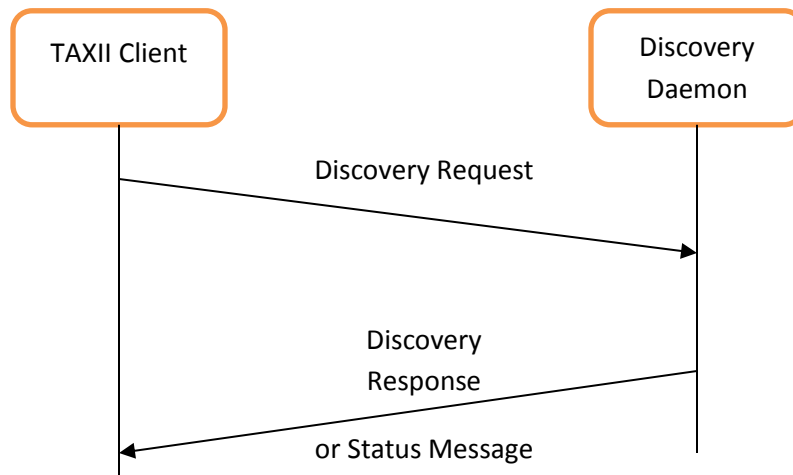 TAXII Client
Discovery
Daemon
Discovery Request
Discovery
Response
or Status Message